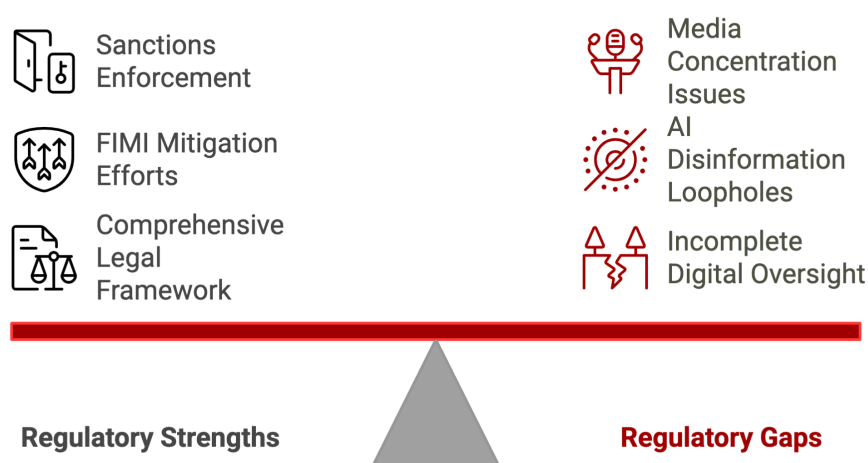 Sanctions
Enforcement
FIMI Mitigation
Efforts
Comprehensive
Legal
Framework
Media
Concentration
Issues
AI
Disinformation
Loopholes
Incomplete
Digital Oversight
Regulatory Strengths
Regulatory Gaps